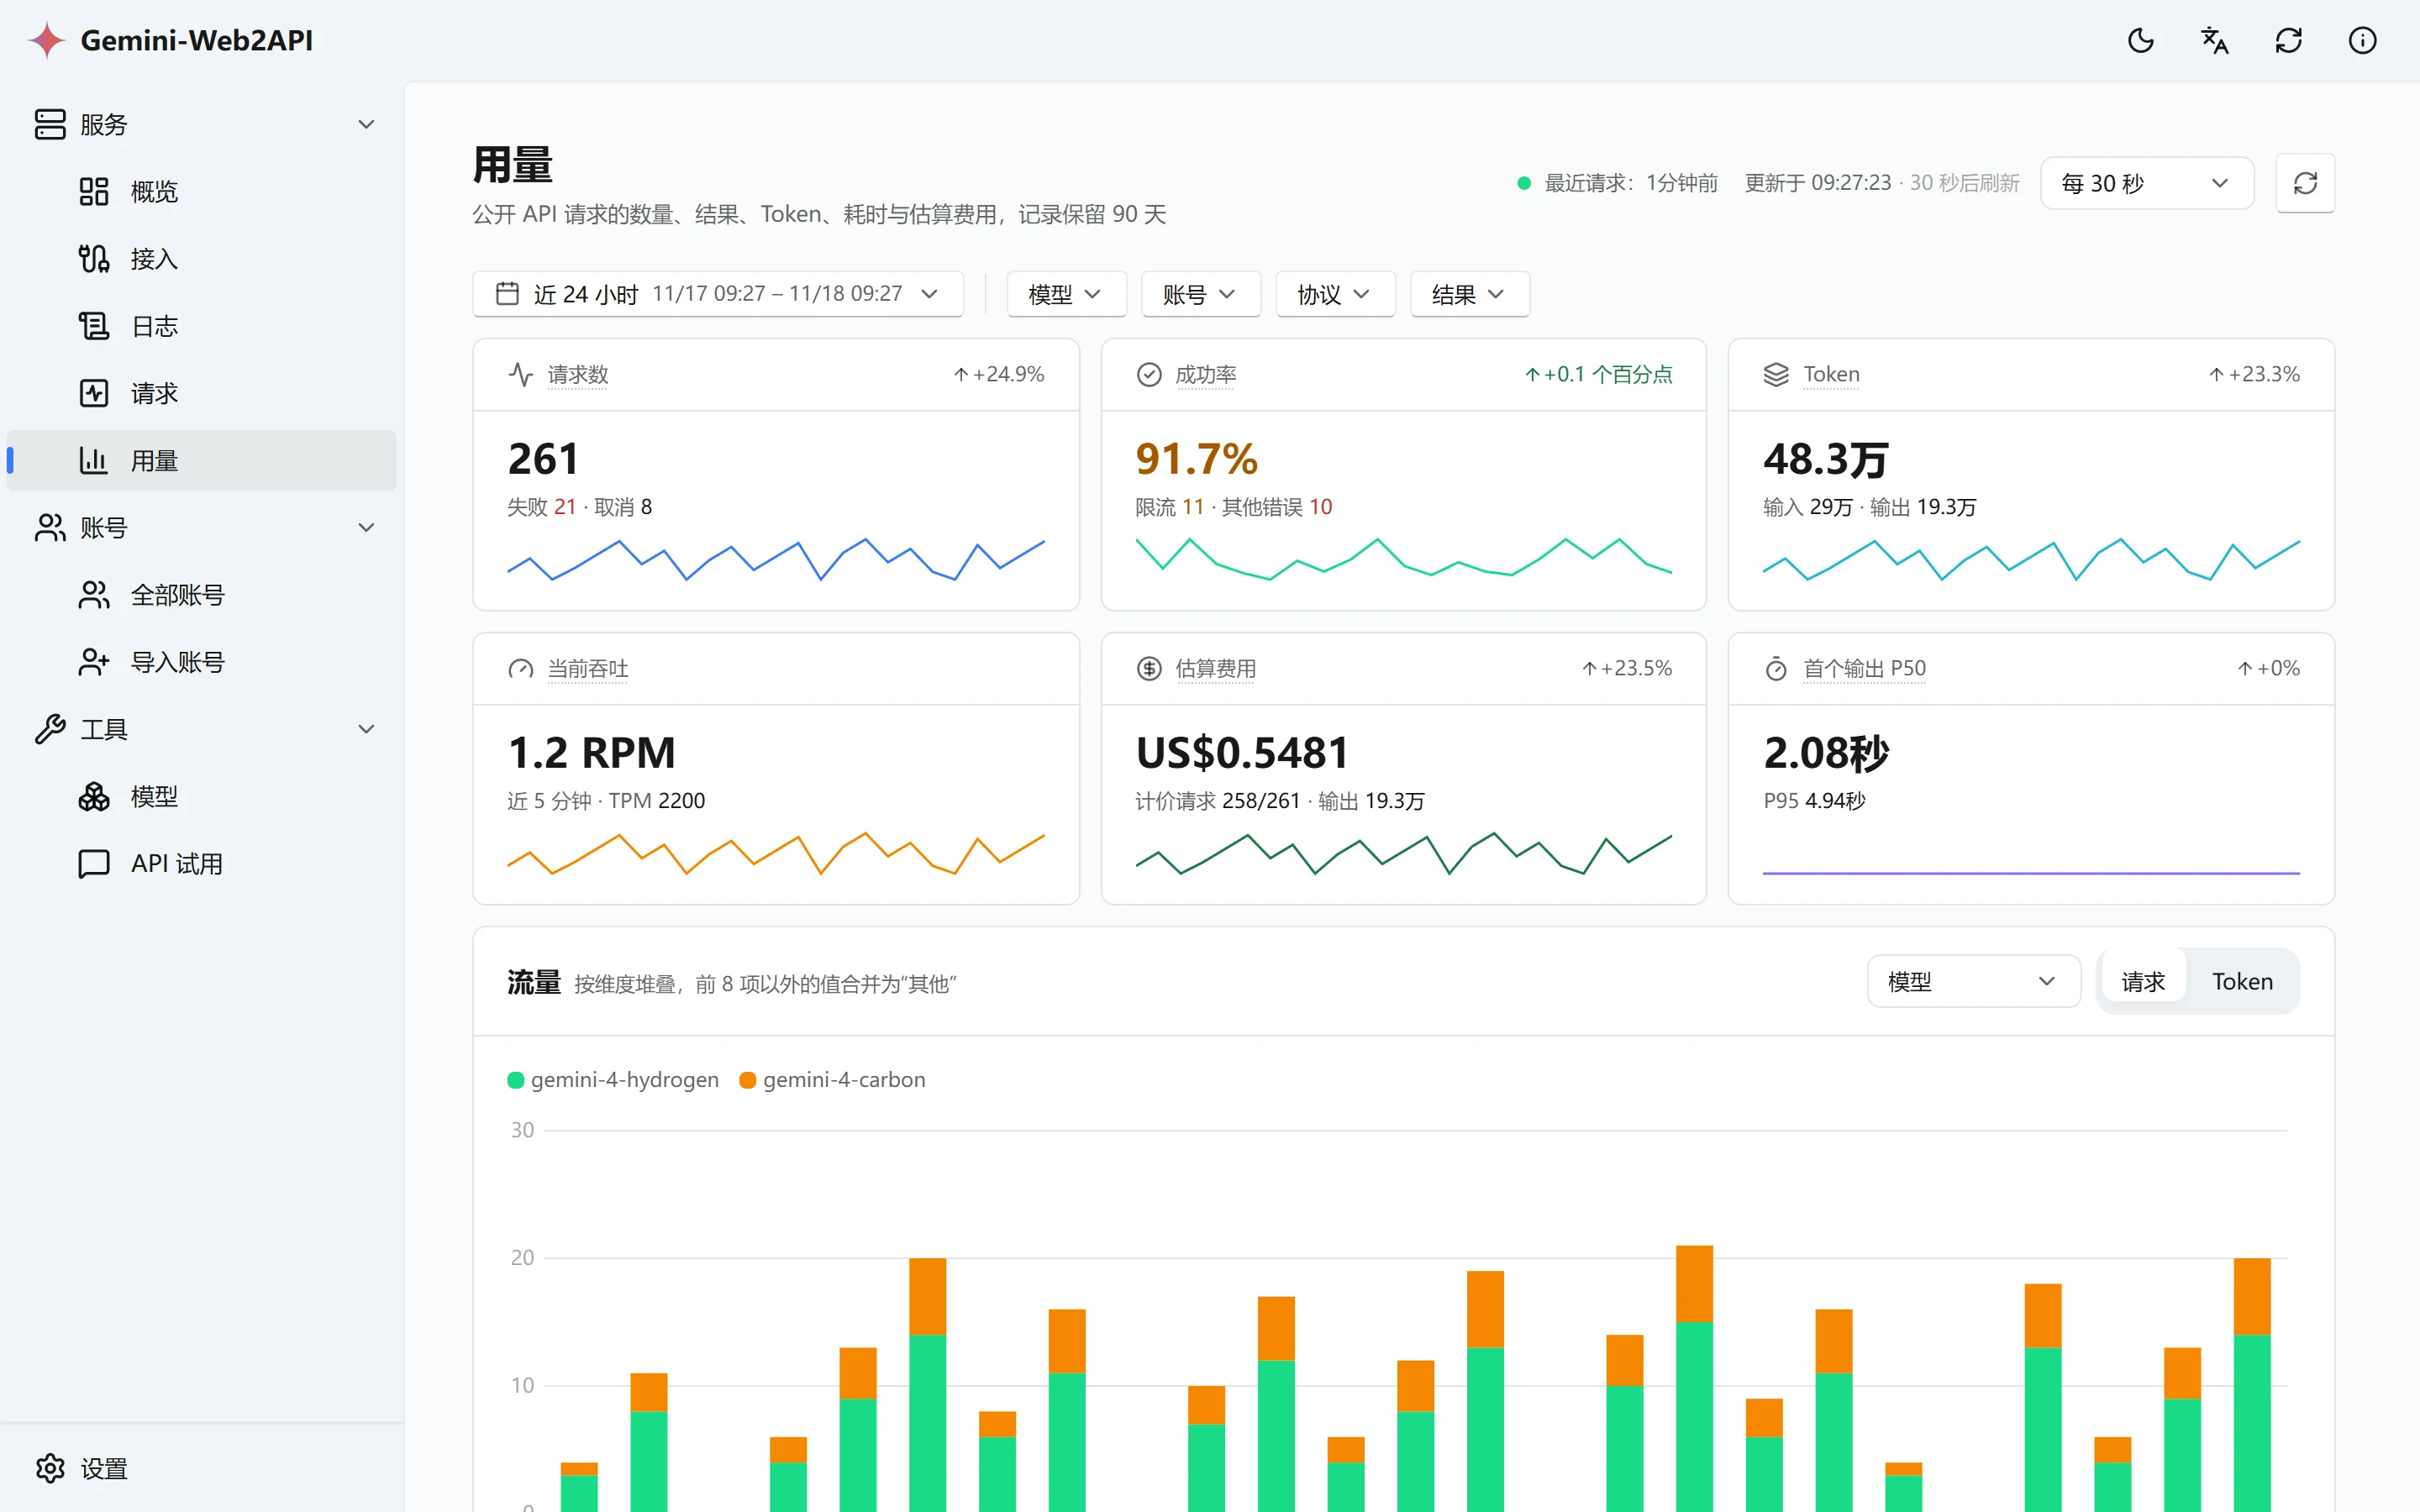 Gemini-Web2API
服务
概览
接入
日志
请求
用量
账号
全部账号
导入账号
工具
模型
API 试用
设置
用量
公开 API 请求的数量、结果、Token、耗时与估算费用，记录保留 90 天
最近请求：1分钟前 更新于 09:27:23 · 30 秒后刷新 每 30 秒
近 24 小时 11/17 09:27 – 11/18 09:27 模型 账号 协议 结果
请求数 +24.9%
261
失败 21 · 取消 8
成功率 +0.1 个百分点
91.7%
限流 11 · 其他错误 10
Token +23.3%
48.3万
输入 29万 · 输出 19.3万
当前吞吐
1.2 RPM
近 5 分钟 · TPM 2200
估算费用 +23.5%
US$0.5481
计价请求 258/261 · 输出 19.3万
首个输出 P50 +0%
2.08秒
P95 4.94秒
流量 按维度堆叠，前 8 项以外的值合并为“其他” 模型 请求 Token
gemini-4-hydrogen gemini-4-carbon
30
20
10
0